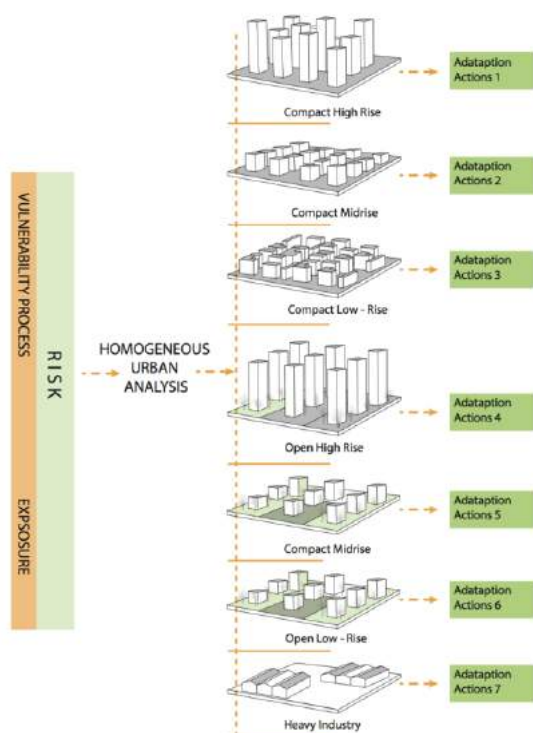 VULNERABILITY PROCESS
EXPSOSURE
RISK
HOMOGENEOUS
URBAN
ANALYSIS
Compact High Rise
Adataption
Actions 1
Compact Midrise
Adataption
Actions 2
Compact Low - Rise
Adataption
Actions 3
Open High Rise
Adataption
Actions 4
Compact Midrise
Adataption
Actions 5
Open Low - Rise
Adataption
Actions 6
Heavy Industry
Adataption
Actions 7